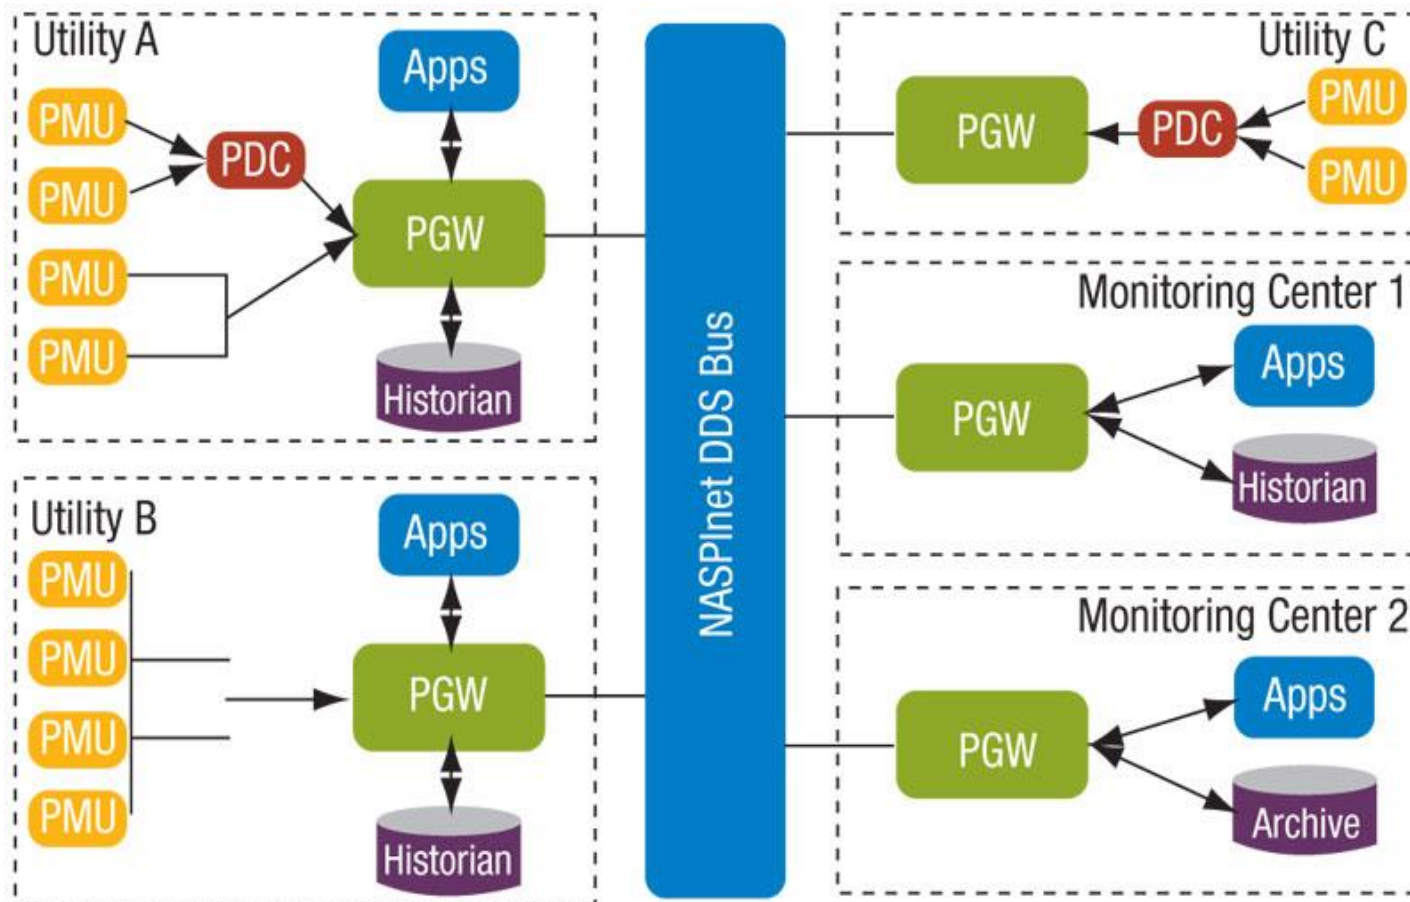 Utility A
Apps
PMU
PDC
PMU
PGW
PMU
PMU
Historian
Utility B
Apps
PMU
PMU
PGW
PMU
PMU
Historian
NASPInet DDS Bus
Utility C
PGW
PDC
PMU
PMU
Monitoring Center 1
Apps
PGW
Historian
Monitoring Center 2
Apps
PGW
Archive